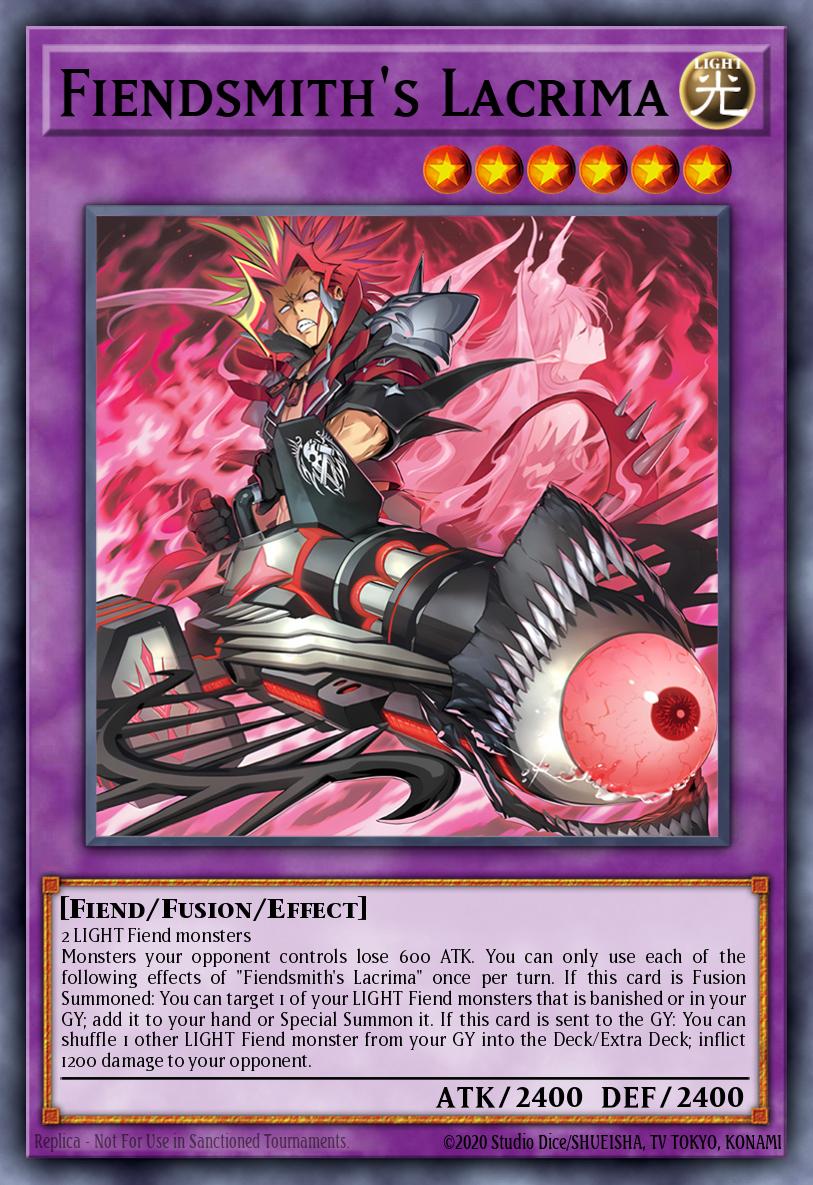 Fiendsmith's Lacrima
LIGHT
光
[Fiend/Fusion/Effect]
2 LIGHT Fiend monsters
Monsters your opponent controls lose 600 ATK. You can only use each of the
following effects of "Fiendsmith's Lacrima" once per turn. If this card is Fusion
Summoned: You can target 1 of your LIGHT Fiend monsters that is banished or in your
GY; add it to your hand or Special Summon it. If this card is sent to the GY: You can
shuffle 1 other LIGHT Fiend monster from your GY into the Deck/Extra Deck; inflict
1200 damage to your opponent.
ATK/2400 DEF/2400
Replica - Not For Use in Sanctioned Tournaments.
©2020 Studio Dice/SHUEISHA, TV TOKYO, KONAMI